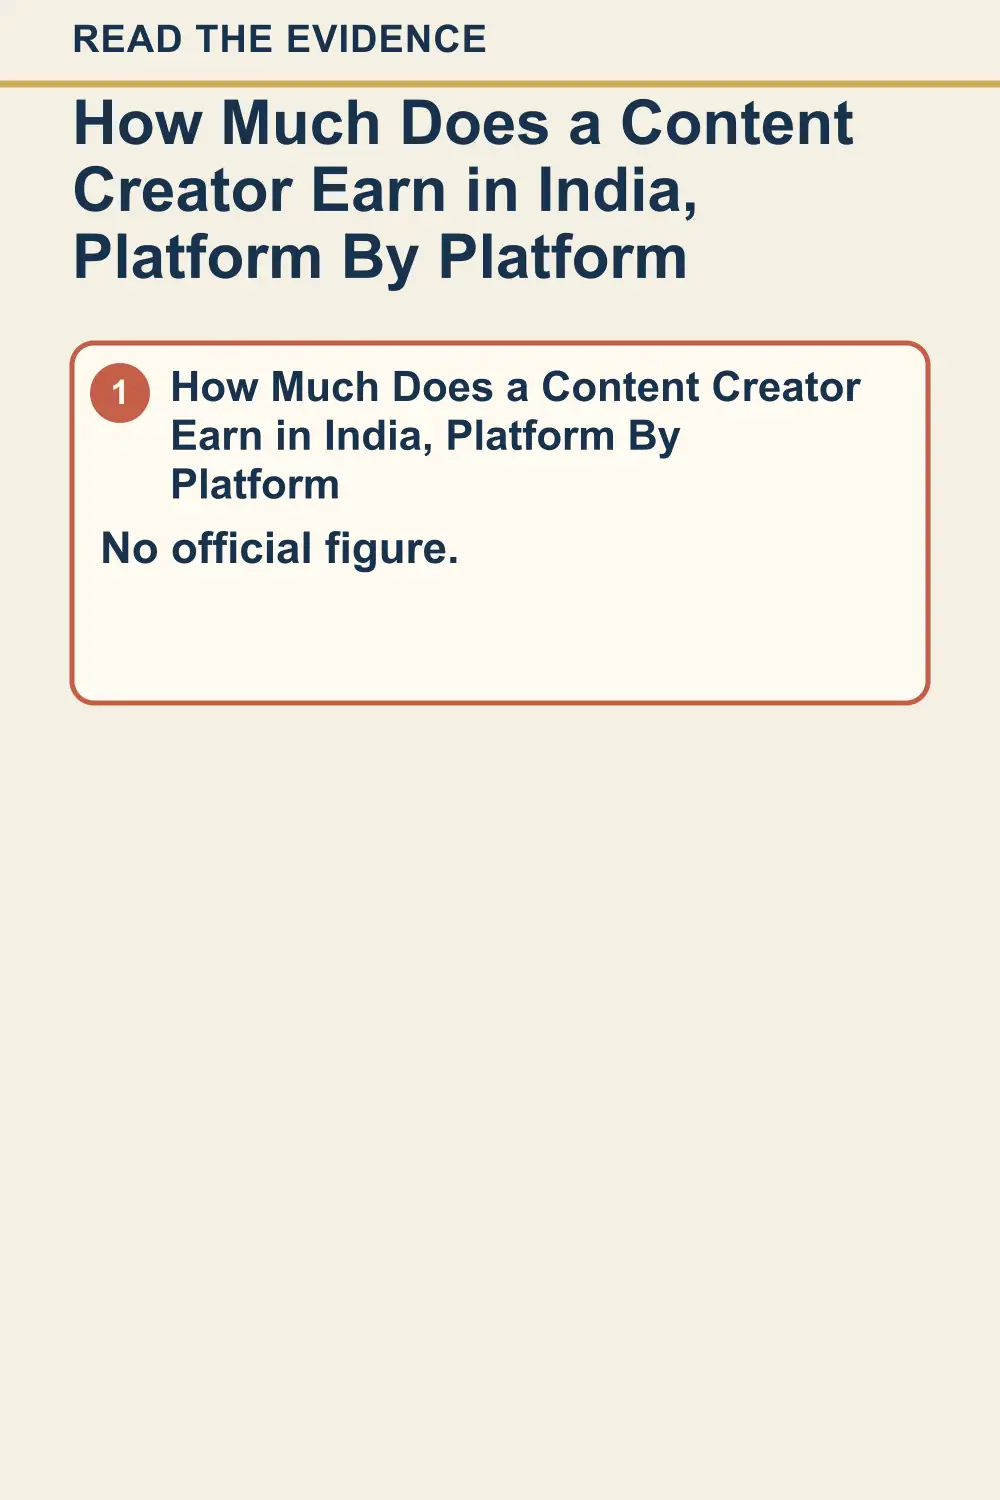 READ THE EVIDENCE
How Much Does a Content
Creator Earn in India,
Platform By Platform
1
How Much Does a Content Creator
Earn in India, Platform By
Platform
No official figure.